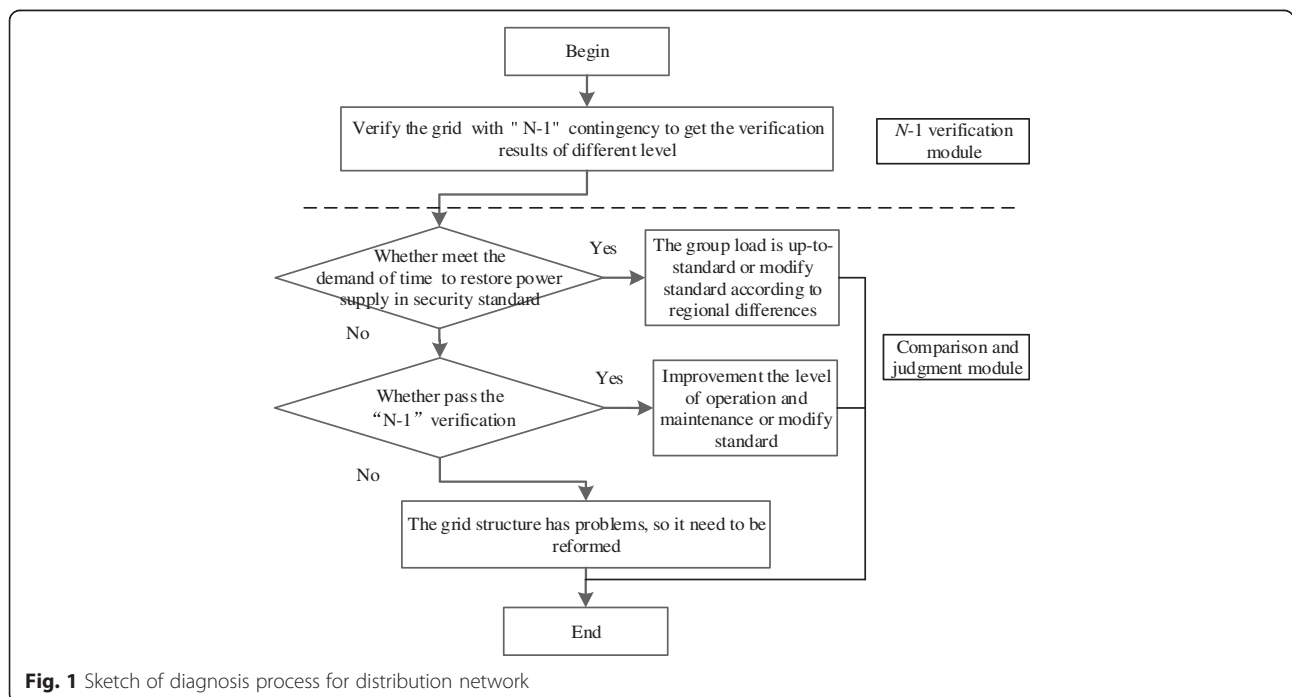 Begin
Verify the grid with " N-1" contingency to get the verification
results of different level
N-1 verification
module
Whether meet the
demand of time to restore power
supply in security standard
Yes
The group load is up-to-
standard or modify
standard according to
regional differences
No
Comparison and
judgment module
Whether pass the
“N-1” verification
Yes
Improvement the level
of operation and
maintenance or modify
standard
No
The grid structure has problems, so it need to be
reformed
End
Fig. 1 Sketch of diagnosis process for distribution network